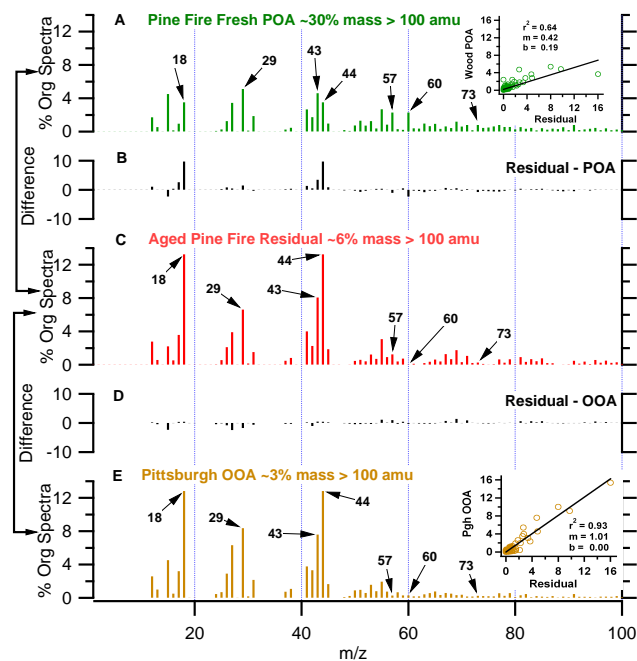 A Pine Fire Fresh POA ~30% mass > 100 amu
% Org Spectra
12
8
4
0
18
29
43
44
57
60
73
Wood POA
16
12
8
4
0
r² = 0.64
m = 0.42
b = 0.19
0 4 8 12 16
Residual
B
Difference
10
0
-10
Residual - POA
C Aged Pine Fire Residual ~6% mass > 100 amu
% Org Spectra
12
8
4
0
18
29
44
43
57
60
73
D
Difference
10
0
-10
Residual - OOA
E Pittsburgh OOA ~3% mass > 100 amu
% Org Spectra
12
8
4
0
18
29
43
44
57
60
73
Pgh OOA
16
12
8
4
0
r² = 0.93
m = 1.01
b = 0.00
0 4 8 12 16
Residual
20 40 60 80 100
m/z